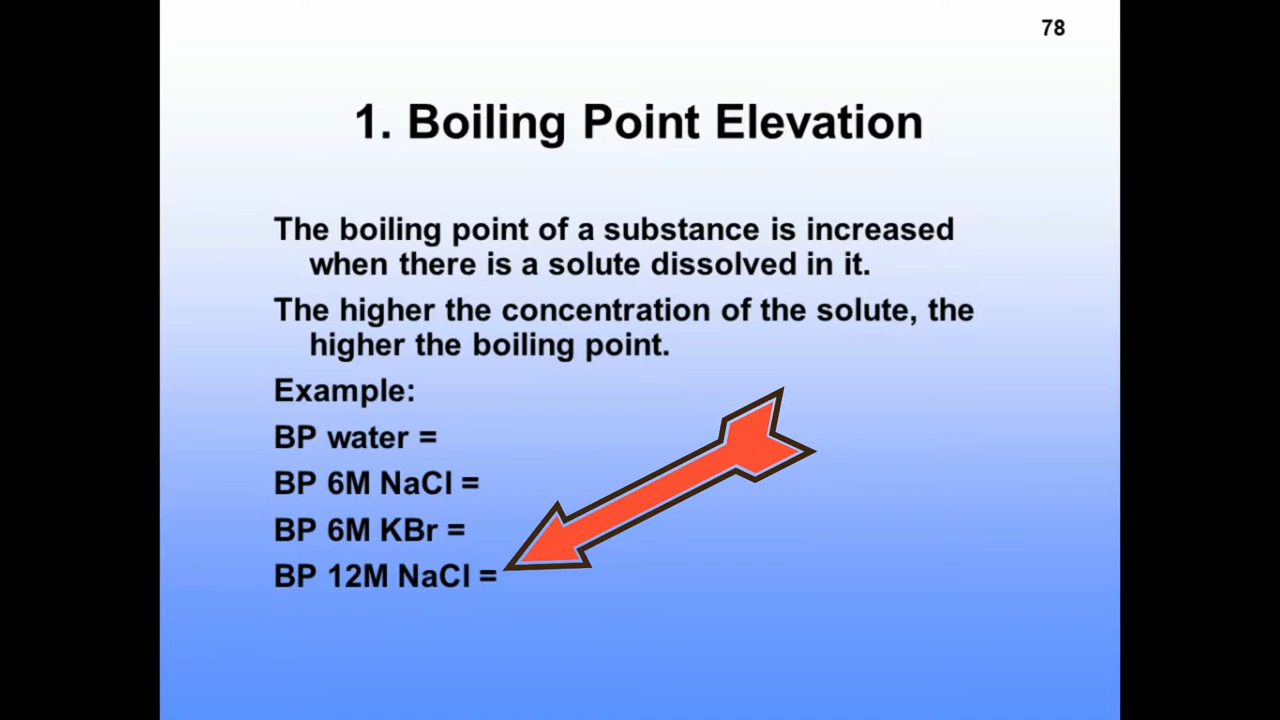 78
1. Boiling Point Elevation
The boiling point of a substance is increased
when there is a solute dissolved in it.
The higher the concentration of the solute, the
higher the boiling point.
Example:
BP water =
BP 6M NaCl =
BP 6M KBr =
BP 12M NaCl =